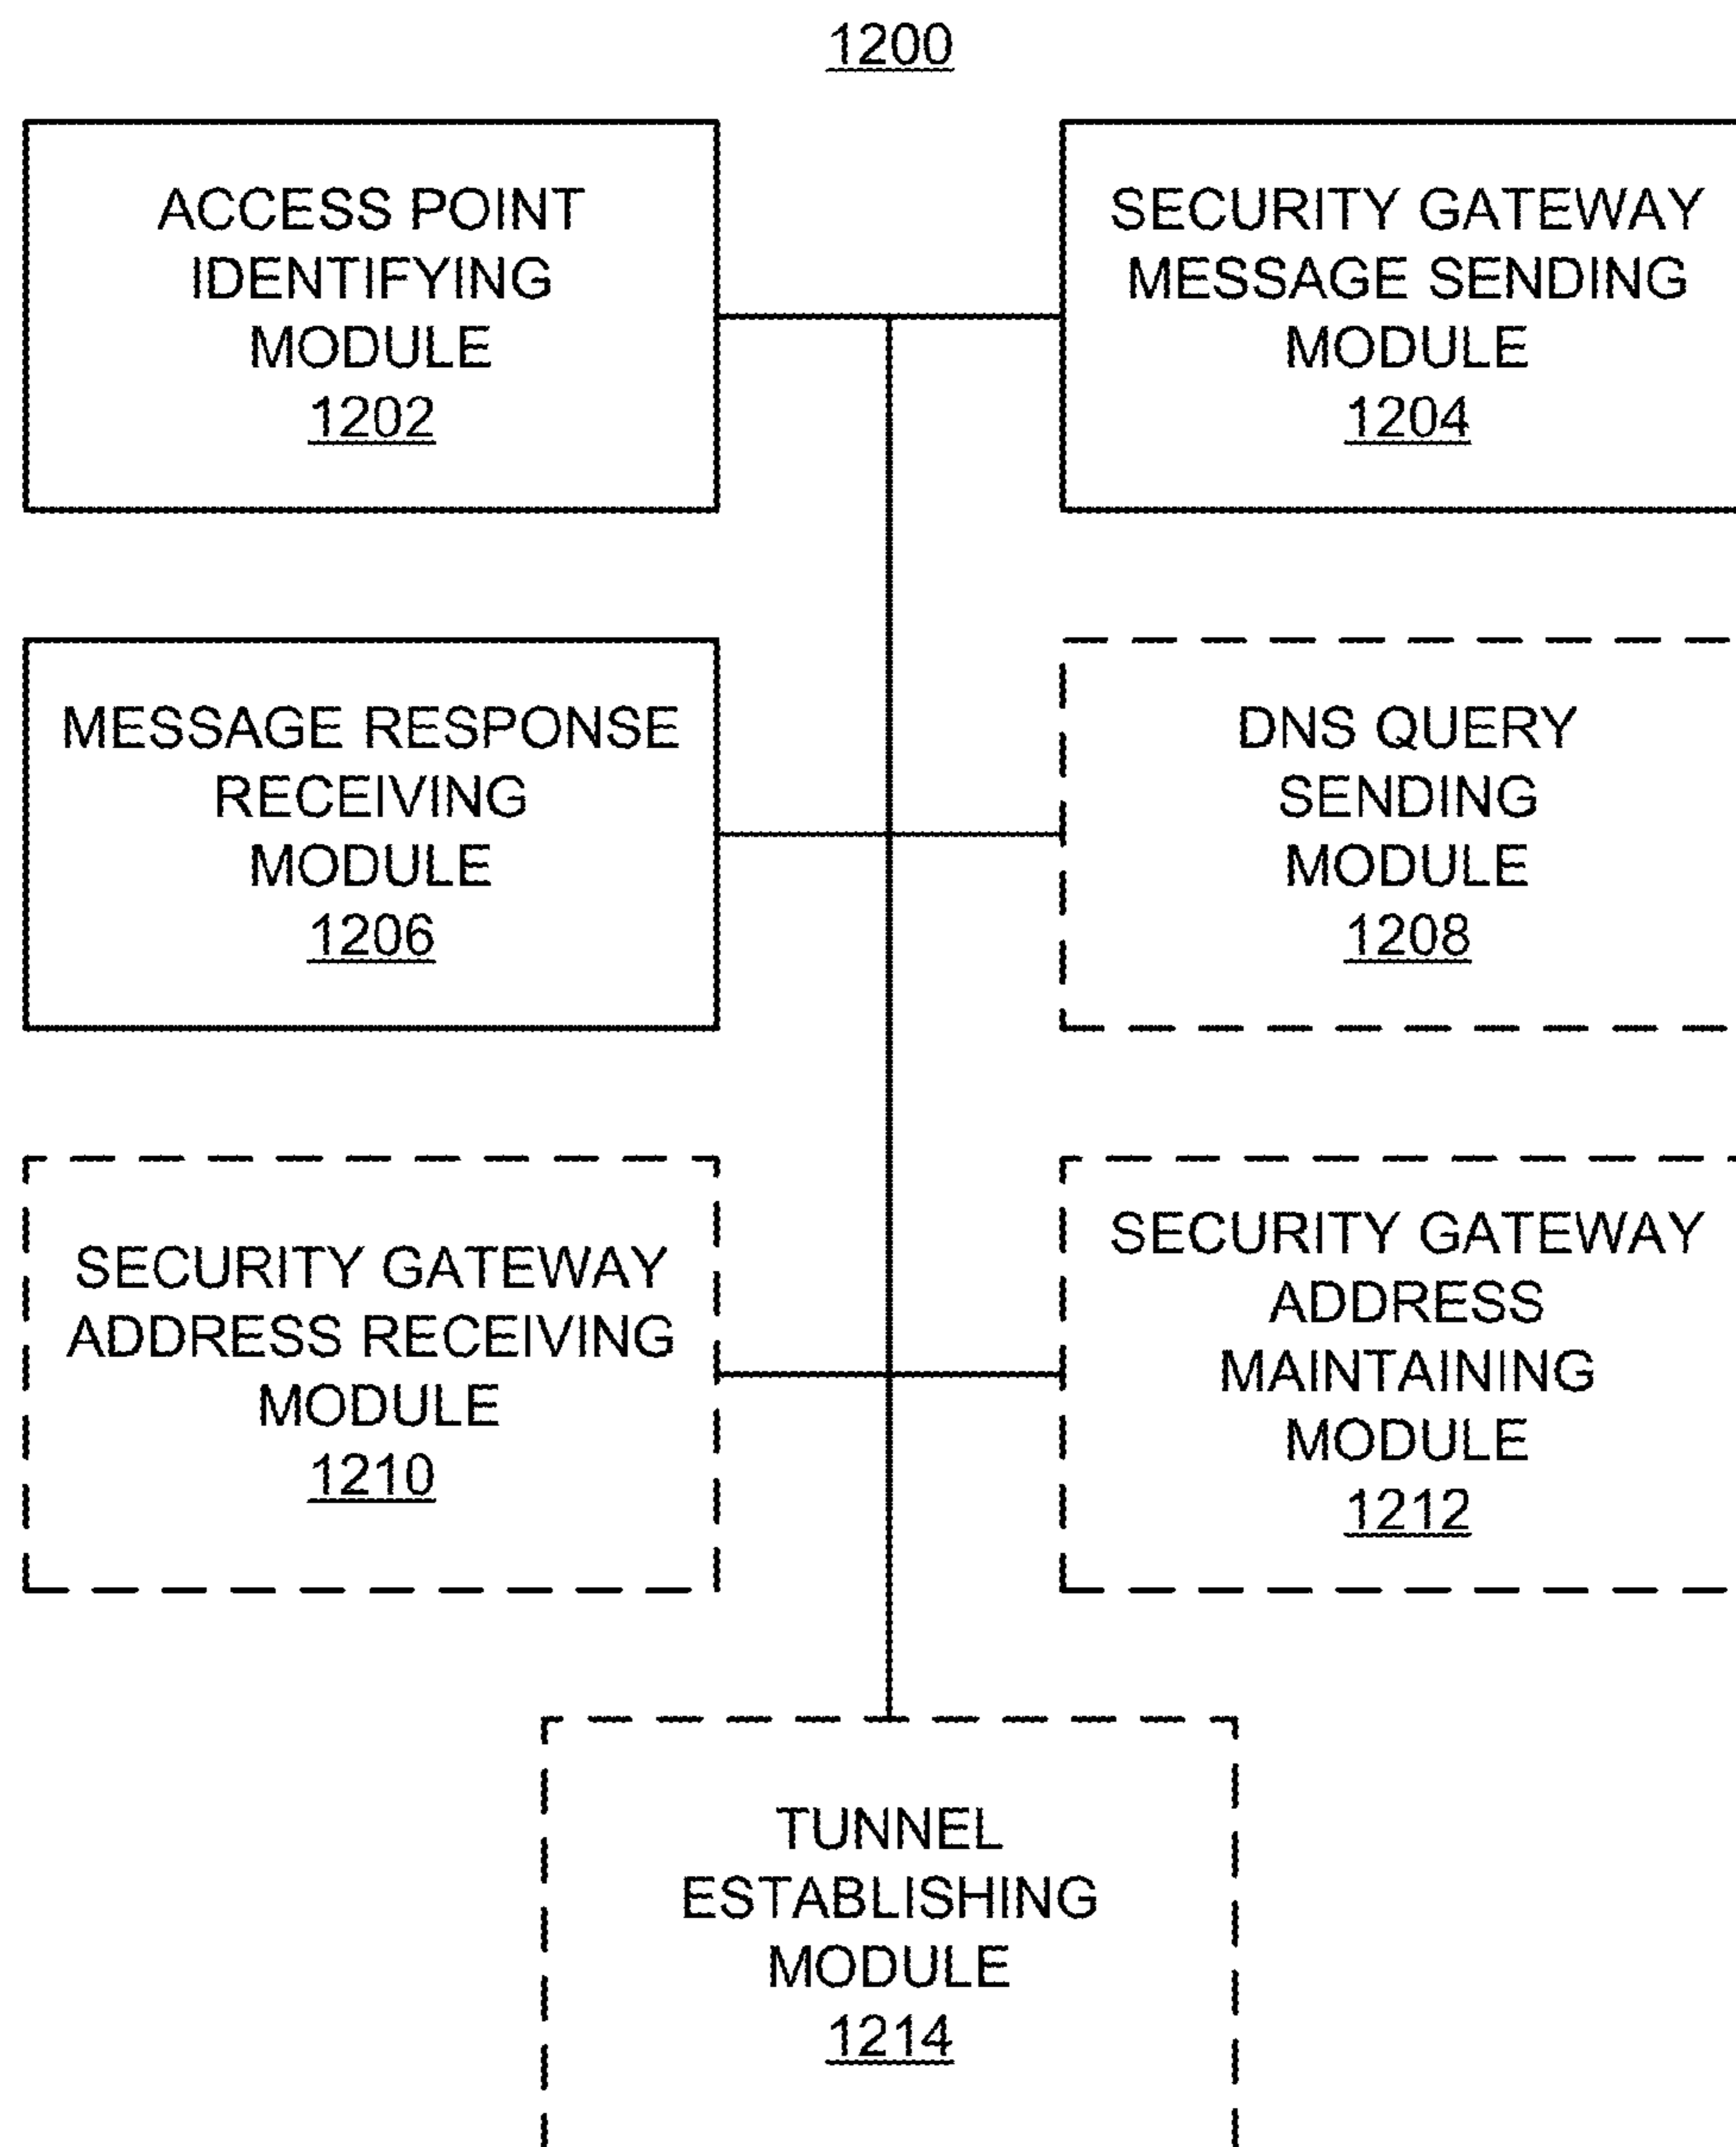 1200
ACCESS POINT
IDENTIFYING
MODULE
1202
SECURITY GATEWAY
MESSAGE SENDING
MODULE
1204
MESSAGE RESPONSE
RECEIVING
MODULE
1206
DNS QUERY
SENDING
MODULE
1208
SECURITY GATEWAY
ADDRESS RECEIVING
MODULE
1210
SECURITY GATEWAY
ADDRESS
MAINTAINING
MODULE
1212
TUNNEL
ESTABLISHING
MODULE
1214